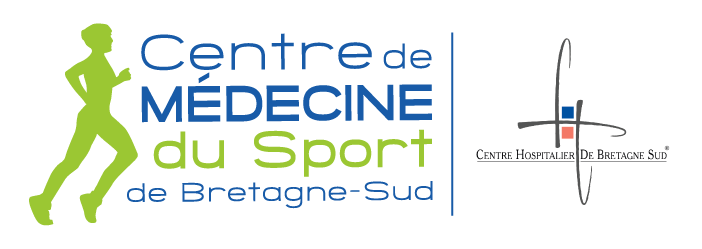 Centre de
MÉDECINE
du Sport
de Bretagne-Sud
CENTRE HOSPITALIER DE BRETAGNE SUD®